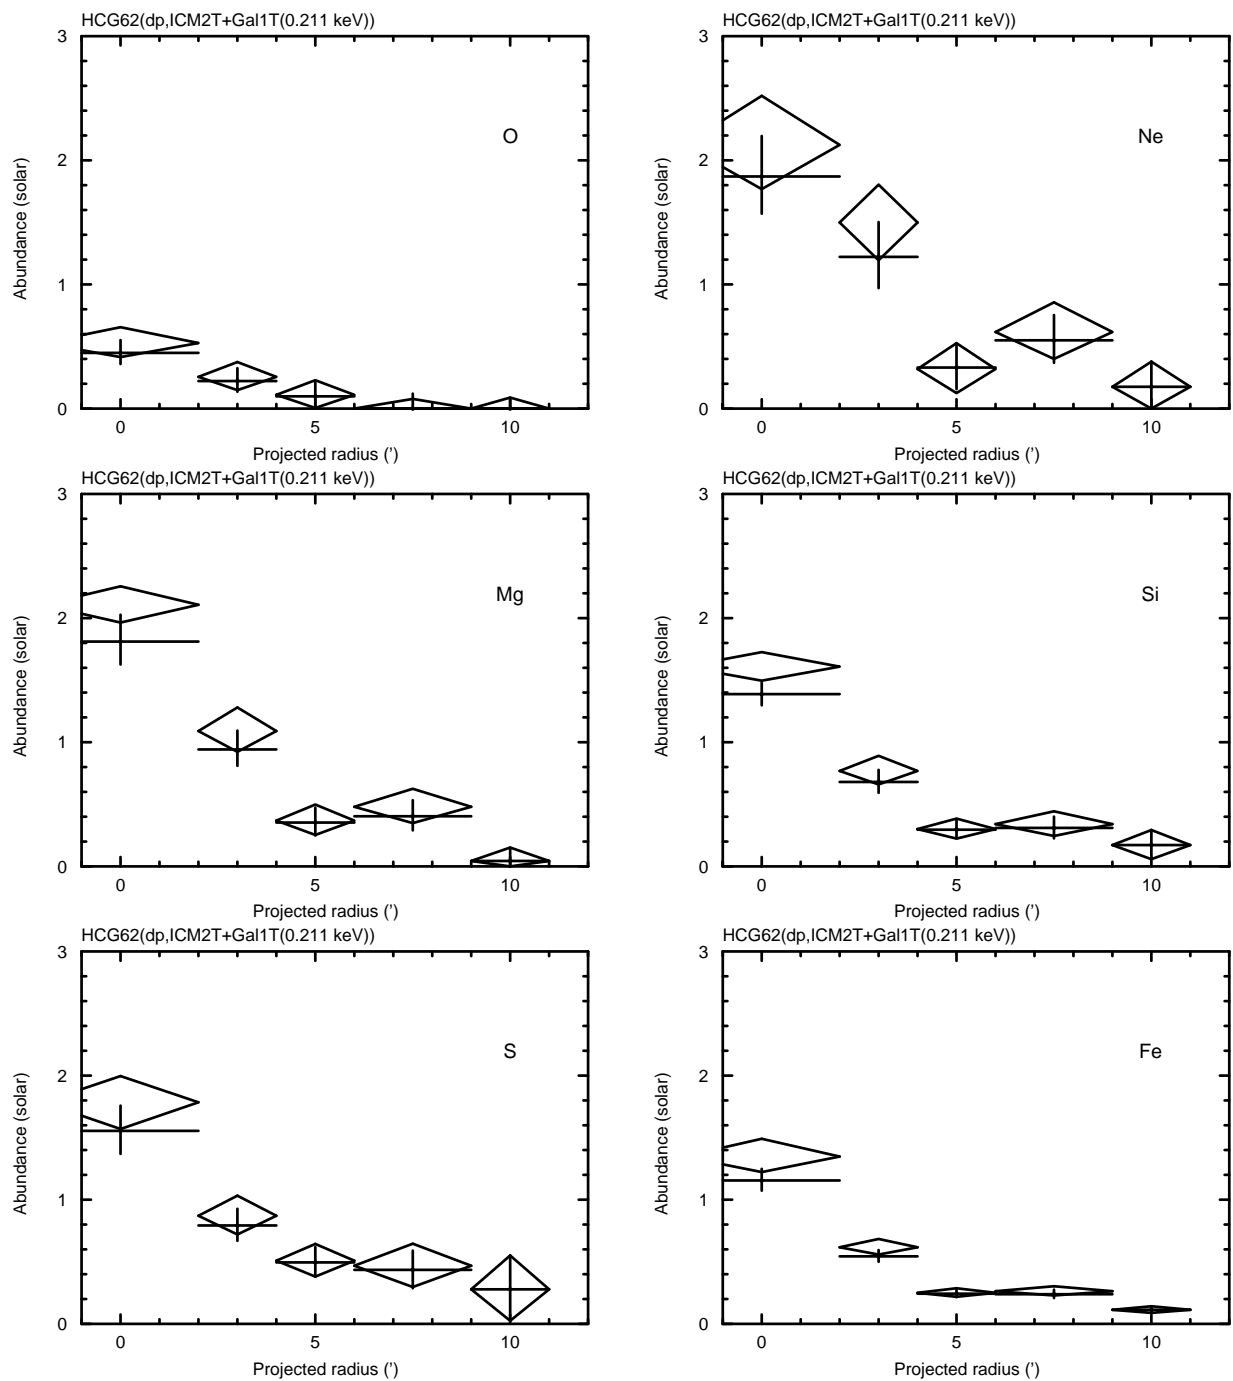 HCG62(dp,ICM2T+Gal1T(0.211 keV))
3
2
1
0
Abundance (solar)
O
0 5 10
Projected radius (')
HCG62(dp,ICM2T+Gal1T(0.211 keV))
3
2
1
0
Abundance (solar)
Ne
0 5 10
Projected radius (')
HCG62(dp,ICM2T+Gal1T(0.211 keV))
3
2
1
0
Abundance (solar)
Mg
0 5 10
Projected radius (')
HCG62(dp,ICM2T+Gal1T(0.211 keV))
3
2
1
0
Abundance (solar)
Si
0 5 10
Projected radius (')
HCG62(dp,ICM2T+Gal1T(0.211 keV))
3
2
1
0
Abundance (solar)
S
0 5 10
Projected radius (')
HCG62(dp,ICM2T+Gal1T(0.211 keV))
3
2
1
0
Abundance (solar)
Fe
0 5 10
Projected radius (')